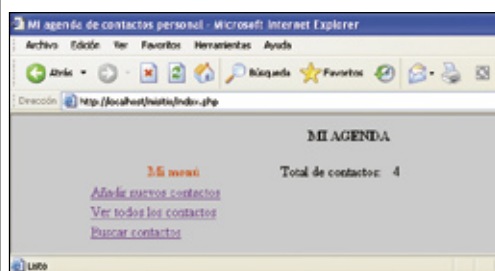 Mi agenda de contactos personal - Microsoft Internet Explorer
Archivo Edición Ver Favoritos Herramientas Ayuda
Atrás Búsqueda Favoritos
Dirección http://localhost/misitio/index.php
MI AGENDA
Mi menú Total de contactos: 4
Añadir nuevos contactos
Ver todos los contactos
Buscar contactos
Listo